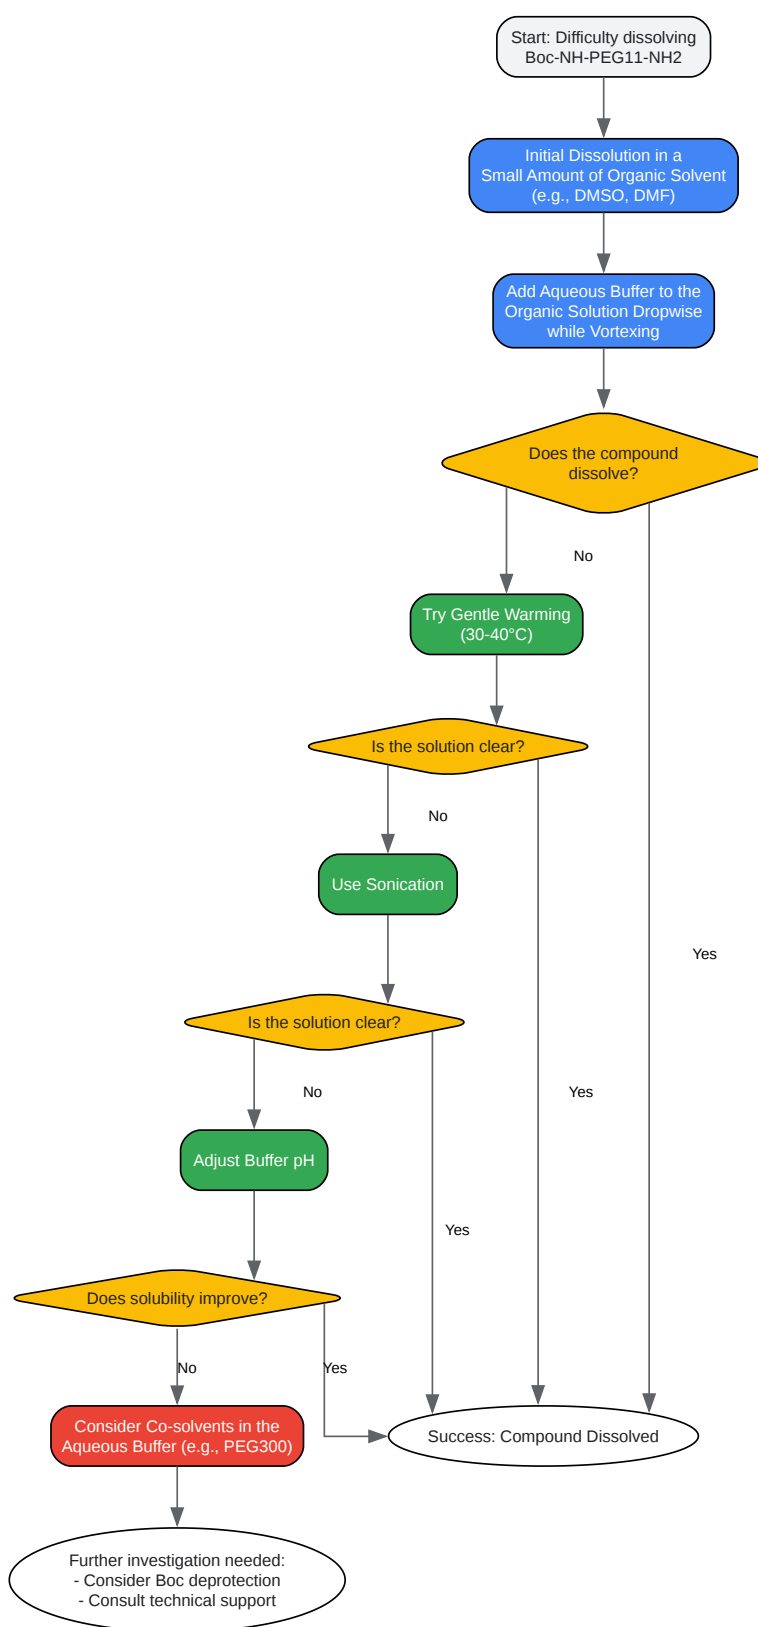 Start: Difficulty dissolving
Boc-NH-PEG11-NH2
Initial Dissolution in a
Small Amount of Organic Solvent
(e.g., DMSO, DMF)
Add Aqueous Buffer to the
Organic Solution Dropwise
while Vortexing
Does the compound
dissolve?
No
Try Gentle Warming
(30-40°C)
Is the solution clear?
No
Use Sonication
Yes
Is the solution clear?
No
Yes
Adjust Buffer pH
Yes
Does solubility improve?
No
Yes
Consider Co-solvents in the
Aqueous Buffer (e.g., PEG300)
Success: Compound Dissolved
Further investigation needed:
- Consider Boc deprotection
- Consult technical support